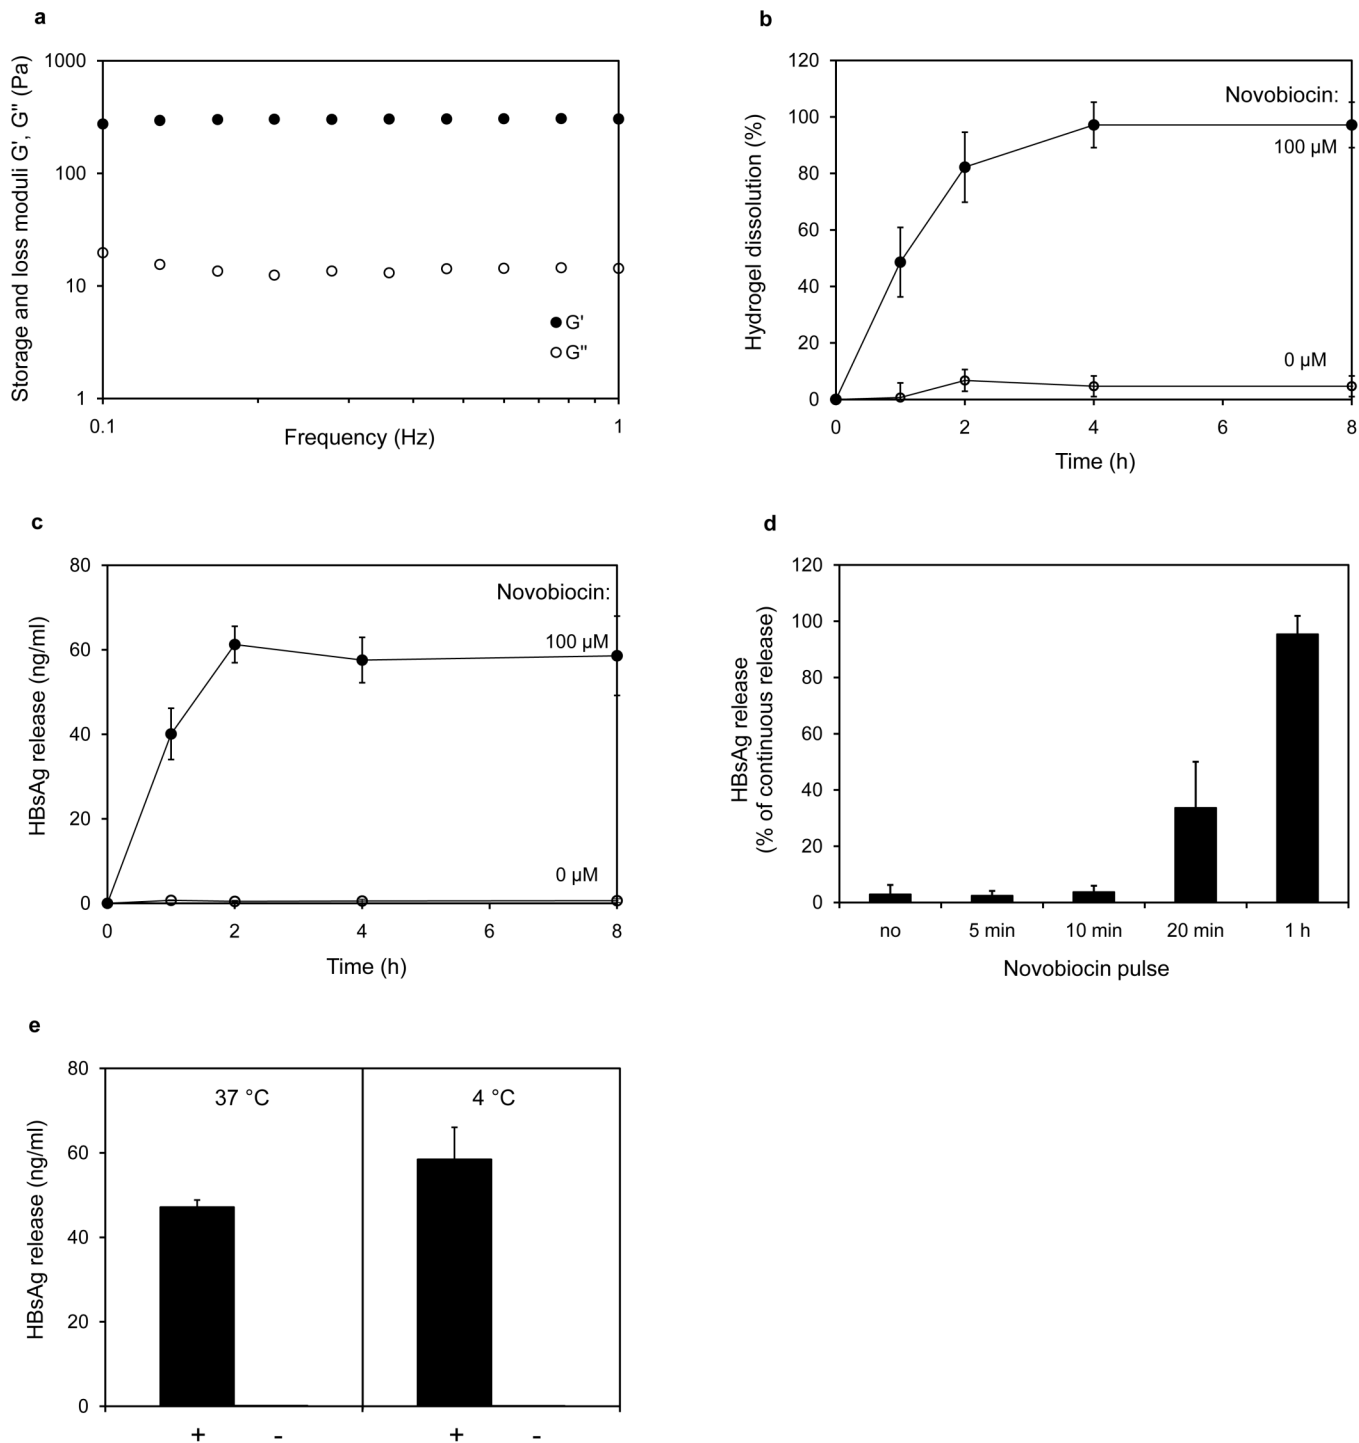 a
Storage and loss moduli G', G" (Pa)
1000
100
10
1
0.1
1
Frequency (Hz)
G'
G"
b
Hydrogel dissolution (%)
120
100
80
60
40
20
0
0 2 4 6 8
Time (h)
Novobiocin:
100 µM
0 µM
c
HBsAg release (ng/ml)
80
60
40
20
0
0 2 4 6 8
Time (h)
Novobiocin:
100 µM
0 µM
d
HBsAg release
(% of continuous release)
120
100
80
60
40
20
0
no 5 min 10 min 20 min 1 h
Novobiocin pulse
e
HBsAg release (ng/ml)
80
60
40
20
0
37 °C 4 °C
+ - + -